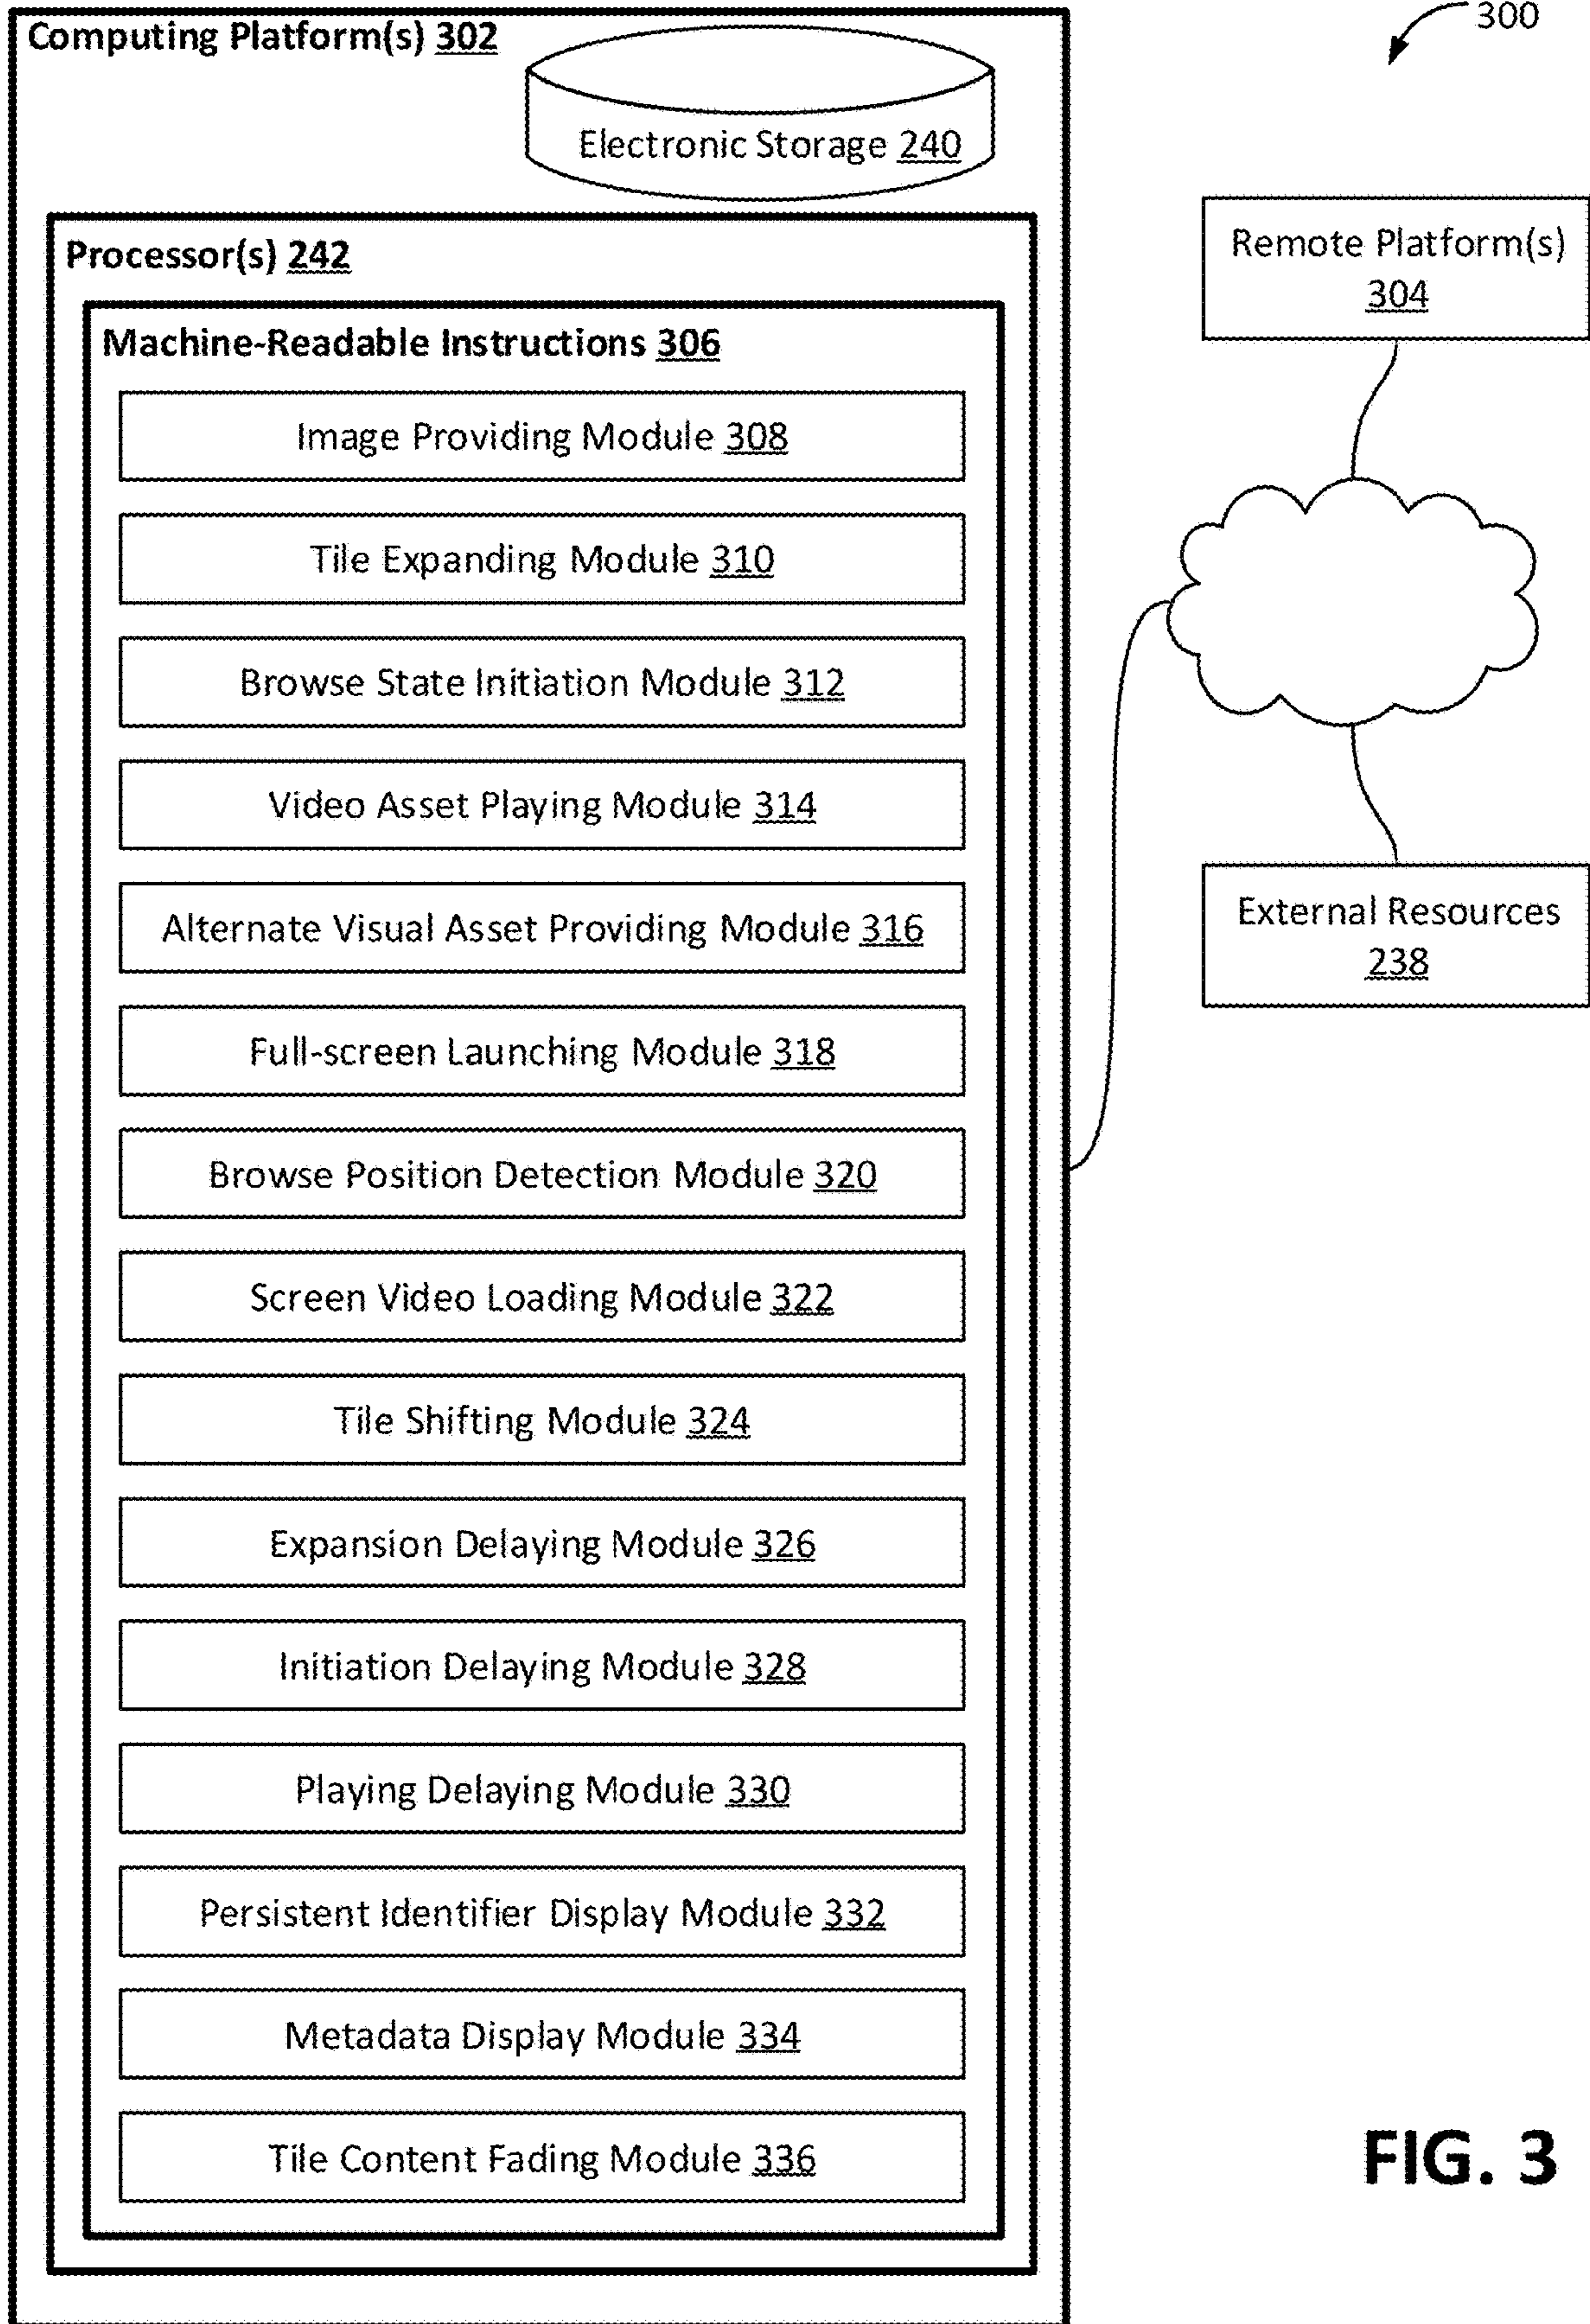 Computing Platform(s) 302
300
Electronic Storage 240
Processor(s) 242
Remote Platform(s)
304
Machine-Readable Instructions 306
Image Providing Module 308
Tile Expanding Module 310
Browse State Initiation Module 312
Video Asset Playing Module 314
Alternate Visual Asset Providing Module 316
External Resources
238
Full-screen Launching Module 318
Browse Position Detection Module 320
Screen Video Loading Module 322
Tile Shifting Module 324
Expansion Delaying Module 326
Initiation Delaying Module 328
Playing Delaying Module 330
Persistent Identifier Display Module 332
Metadata Display Module 334
Tile Content Fading Module 336
FIG. 3